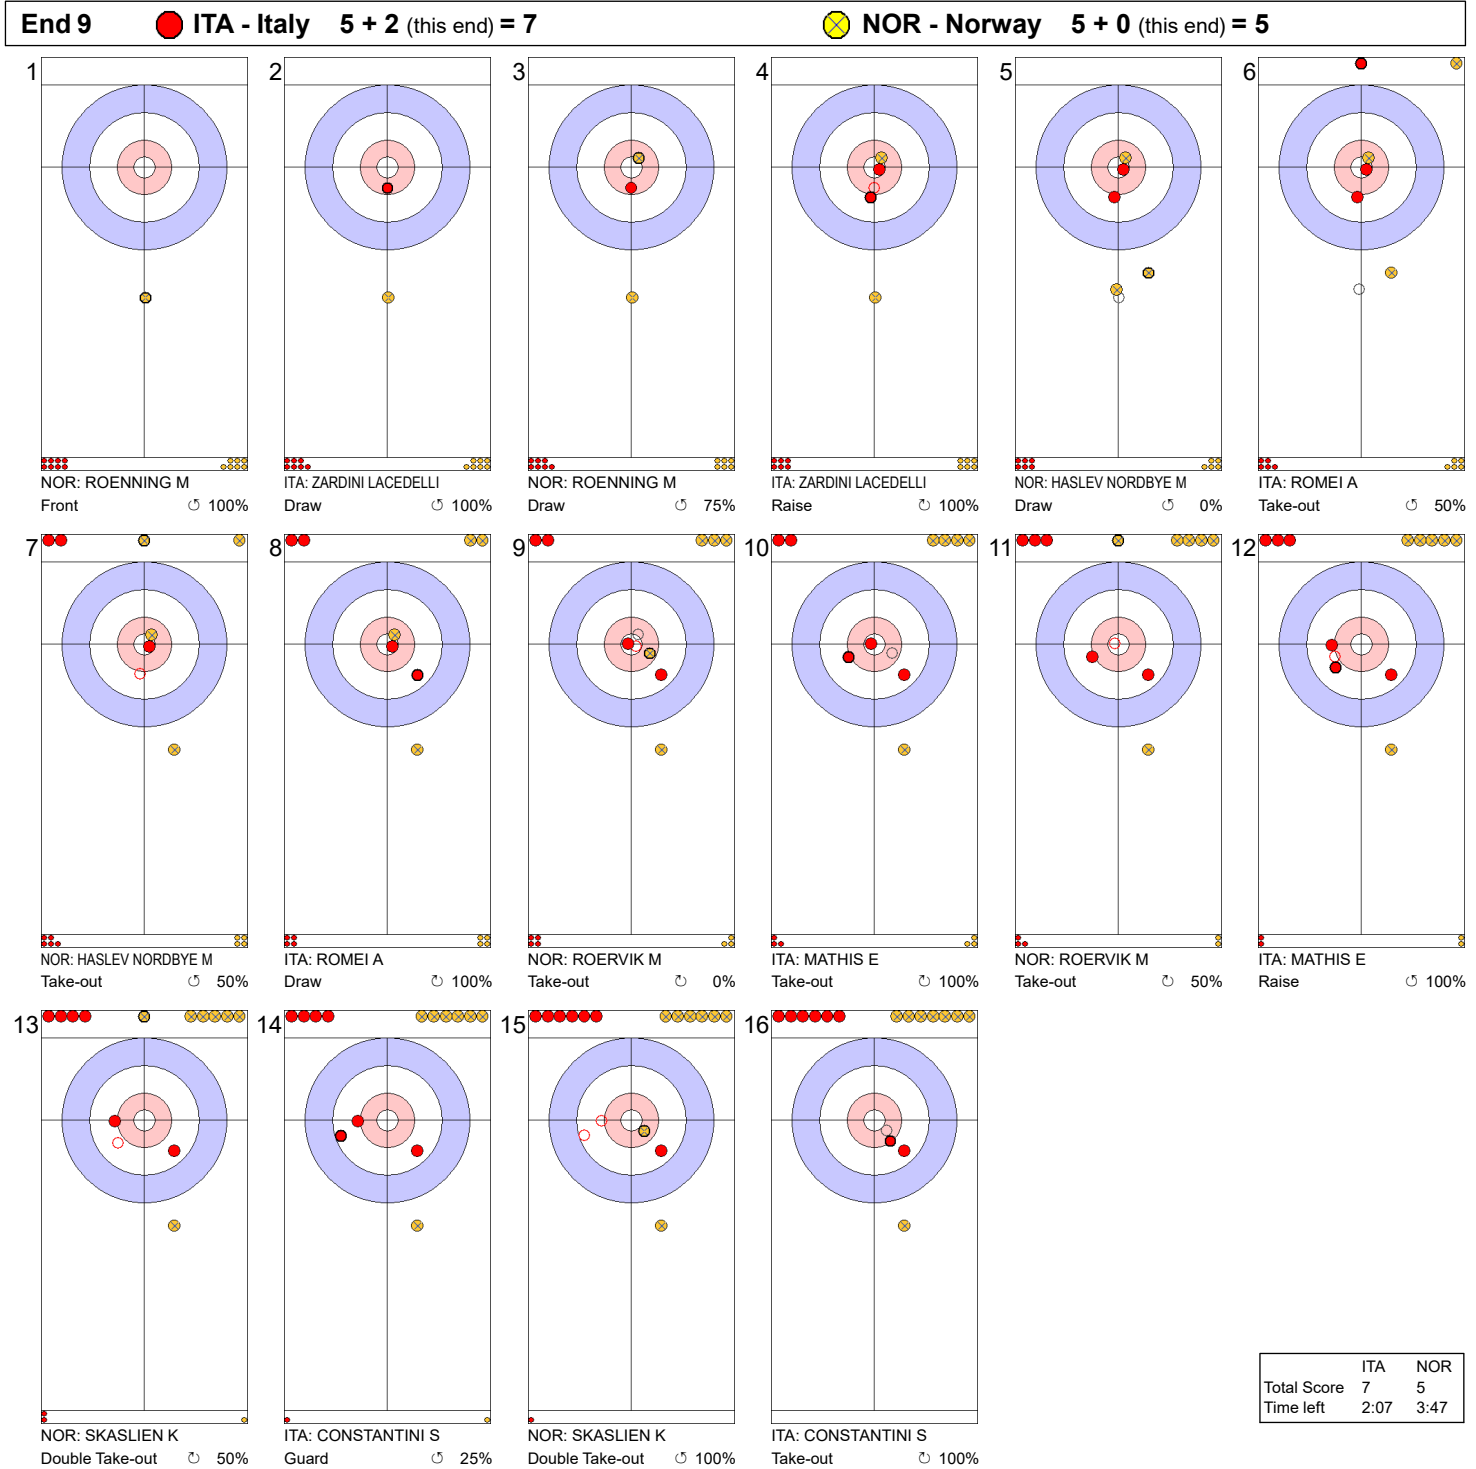 End 9 ITA - Italy 5 + 2 (this end) = 7 NOR - Norway 5 + 0 (this end) = 5
1 2 3 4 5 6
NOR: ROENNING M ITA: ZARDINI LACEDELLI NOR: ROENNING M ITA: ZARDINI LACEDELLI NOR: HASLEV NORDBYE M ITA: ROMEI A
Front ↺ 100% Draw ↺ 100% Draw ↺ 75% Raise ↺ 100% Draw ↺ 0% Take-out ↺ 50%
7 8 9 10 11 12
NOR: HASLEV NORDBYE M ITA: ROMEI A NOR: ROERVIK M ITA: MATHIS E NOR: ROERVIK M ITA: MATHIS E
Take-out ↺ 50% Draw ↻ 100% Take-out ↻ 0% Take-out ↺ 100% Take-out ↺ 50% Raise ↻ 100%
13 14 15 16
NOR: SKASLIEN K ITA: CONSTANTINI S NOR: SKASLIEN K ITA: CONSTANTINI S
Double Take-out ↻ 50% Guard ↺ 25% Double Take-out ↺ 100% Take-out ↻ 100%
ITA NOR
Total Score 7 5
Time left 2:07 3:47